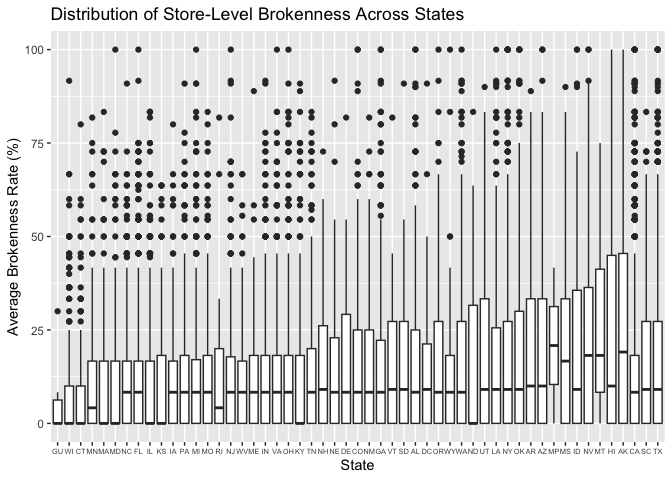 Distribution of Store-Level Brokenness Across States
Average Brokenness Rate (%)
100
75
50
25
0
GU WI CT MN MA MD NC FL IL KS IA PA MI MO RI NJ WV ME IN VA OH KY TN NH NE DE CO NM GA VT SD AL DC OR WY WA ND UT LA NY OK AR AZ MP MS ID NV MT HI AK CA SC TX
State